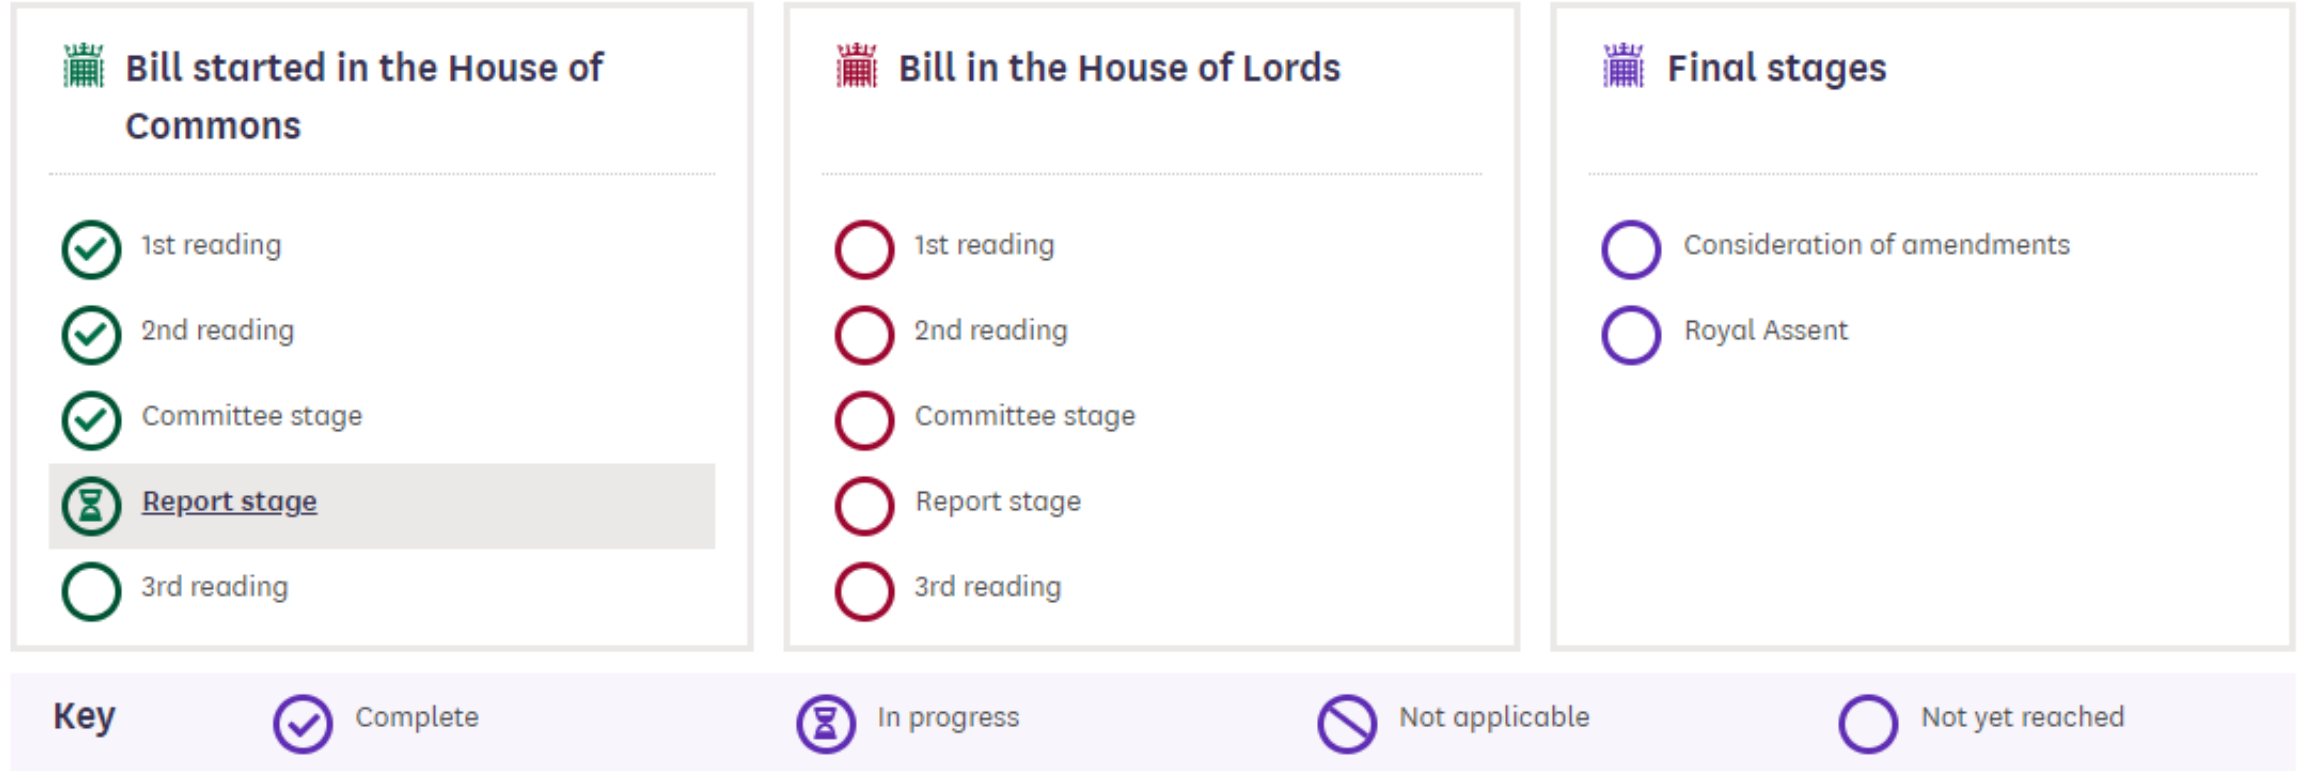 Bill started in the House of
Commons
1st reading
2nd reading
Committee stage
Report stage
3rd reading
Bill in the House of Lords
1st reading
2nd reading
Committee stage
Report stage
3rd reading
Final stages
Consideration of amendments
Royal Assent
Key
Complete
In progress
Not applicable
Not yet reached